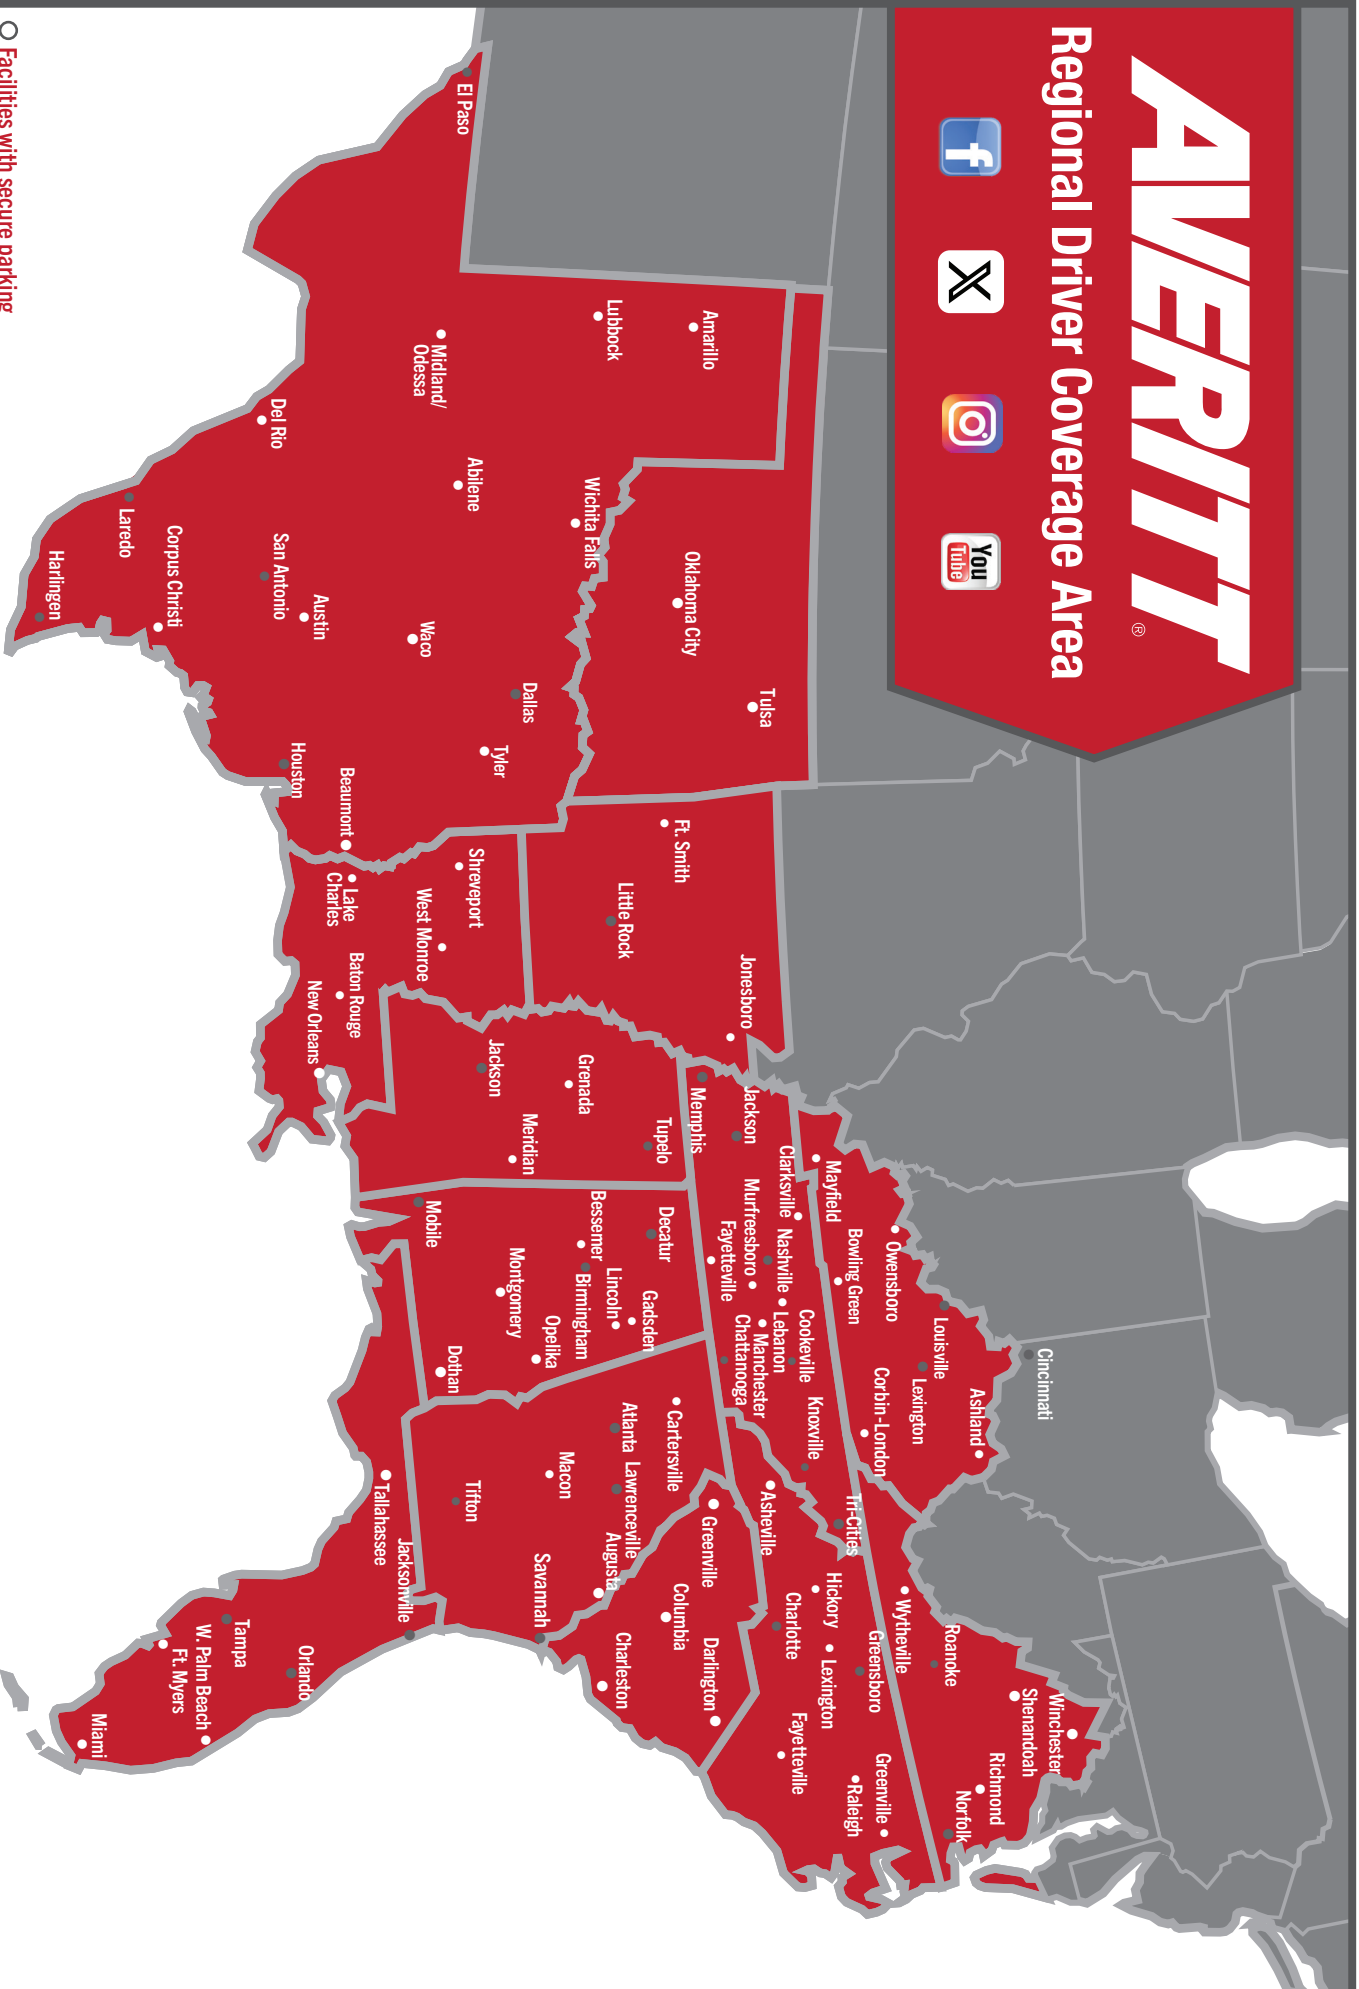 AVERITT®
Regional Driver Coverage Area
f
X
You
Tube
El Paso
Lubbock
Amarillo
Midland/
Odessa
Del Rio
Abilene
Wichita Falls
Oklahoma City
Tulsa
Laredo
Corpus Christi
Harlingen
San Antonio
Austin
Waco
Dallas
Tyler
Houston
Beaumont
Ft. Smith
Little Rock
Jonesboro
Shreveport
West Monroe
Lake
Charles
Baton Rouge
New Orleans
Jackson
Grenada
Meridian
Tupelo
Memphis
Jackson
Clarksville
Murfreesboro
Fayetteville
Nashville
Lebanon
Manchester
Chattanooga
Cookeville
Knoxville
Tri-Cities
Mayfield
Owensboro
Bowling Green
Louisville
Lexington
Corbin-London
Ashland
Cincinnati
Mobile
Bessemer
Decatur
Birmingham
Lincoln
Gadsden
Montgomery
Opelika
Dothan
Cartersville
Atlanta
Lawrenceville
Macon
Augusta
Tifton
Savannah
Tallahassee
Jacksonville
Orlando
Tampa
W. Palm Beach
Ft. Myers
Miami
Greenville
Columbia
Darlington
Charleston
Asheville
Hickory
Charlotte
Lexington
Greensboro
Fayetteville
Raleigh
Greenville
Wytheville
Roanoke
Shenandoah
Winchester
Richmond
Norfolk
Facilities with secure parking